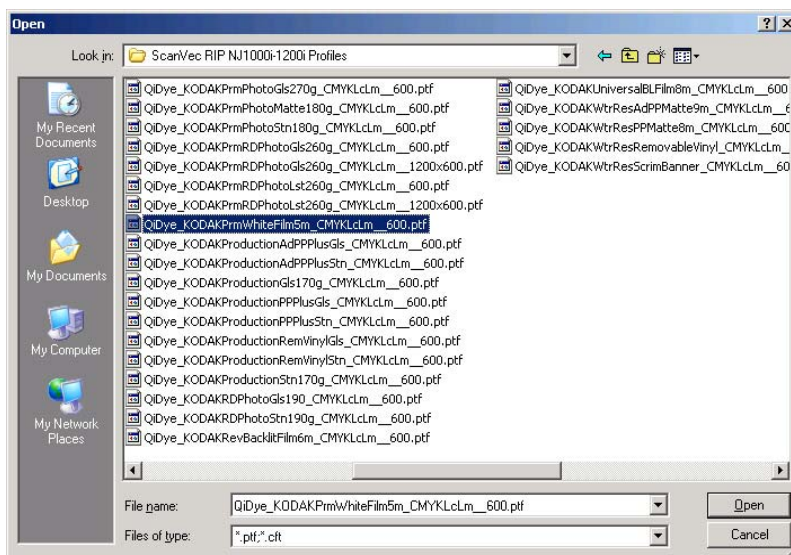 Open
Look in:
ScanVec RIP NJ1000i-1200i Profiles
My Recent
Documents
Desktop
My Documents
My Computer
My Network
Places
QiDye_KODAKPrmPhotoGls270g_CMYKLcLm__600.ptf
QiDye_KODAKPrmPhotoMatte180g_CMYKLcLm__600.ptf
QiDye_KODAKPrmPhotoStn180g_CMYKLcLm__600.ptf
QiDye_KODAKPrmRDPhotoGls260g_CMYKLcLm__600.ptf
QiDye_KODAKPrmRDPhotoGls260g_CMYKLcLm__1200x600.ptf
QiDye_KODAKPrmRDPhotoLst260g_CMYKLcLm__600.ptf
QiDye_KODAKPrmRDPhotoLst260g_CMYKLcLm__1200x600.ptf
QiDye_KODAKPrmWhiteFilm5m_CMYKLcLm__600.ptf
QiDye_KODAKProductionAdPPPlusGls_CMYKLcLm__600.ptf
QiDye_KODAKProductionAdPPPlusStn_CMYKLcLm__600.ptf
QiDye_KODAKProductionGls170g_CMYKLcLm__600.ptf
QiDye_KODAKProductionPPPlusGls_CMYKLcLm__600.ptf
QiDye_KODAKProductionPPPlusStn_CMYKLcLm__600.ptf
QiDye_KODAKProductionRemVinylGls_CMYKLcLm__600.ptf
QiDye_KODAKProductionRemVinylStn_CMYKLcLm__600.ptf
QiDye_KODAKProductionStn170g_CMYKLcLm__600.ptf
QiDye_KODAKRDPhotoGls190_CMYKLcLm__600.ptf
QiDye_KODAKRDPhotoStn190g_CMYKLcLm__600.ptf
QiDye_KODAKRevBacklitFilm6m_CMYKLcLm__600.ptf
QiDye_KODAKUniversalBLFilm8m_CMYKLcLm__600
QiDye_KODAKWtrResAdPPMatte9m_CMYKLcLm__6
QiDye_KODAKWtrResPPMatte8m_CMYKLcLm__600
QiDye_KODAKWtrResRemovableVinyl_CMYKLcLm_
QiDye_KODAKWtrResScrimBanner_CMYKLcLm__60
File name:
QiDye_KODAKPrmWhiteFilm5m_CMYKLcLm__600.ptf
Open
Files of type:
*.ptf;*.cft
Cancel